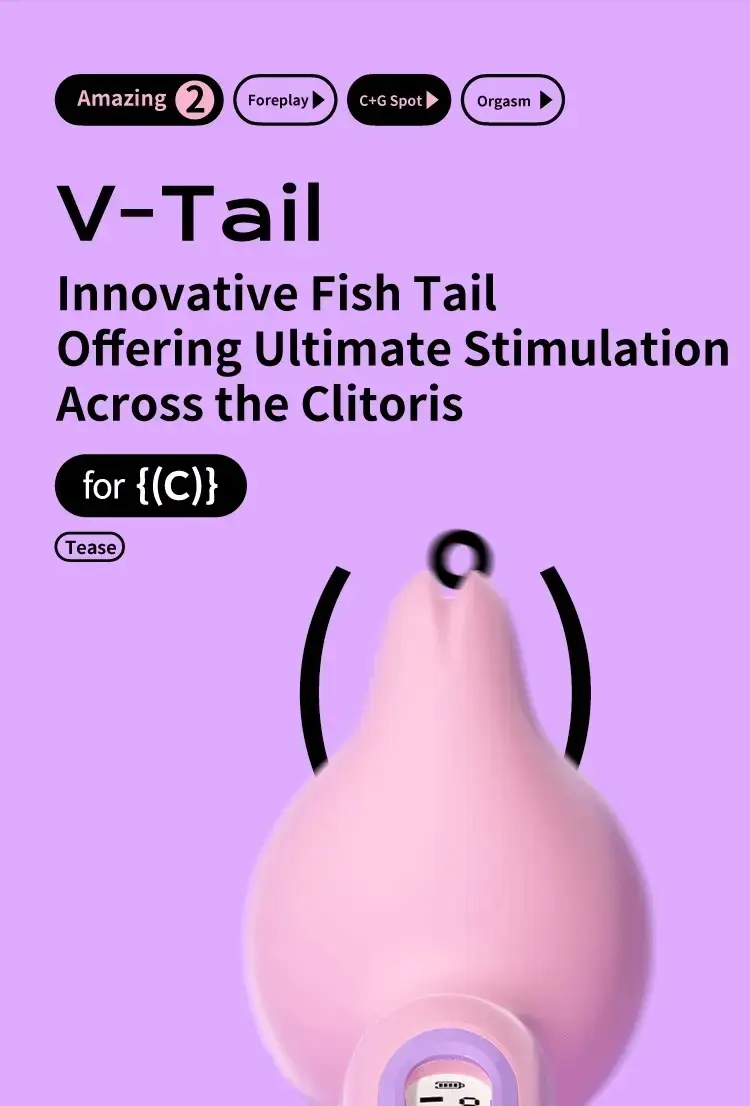 Amazing 2 Foreplay C+G Spot Orgasm
V-Tail
Innovative Fish Tail
Offering Ultimate Stimulation
Across the Clitoris
for {(C)}
Tease